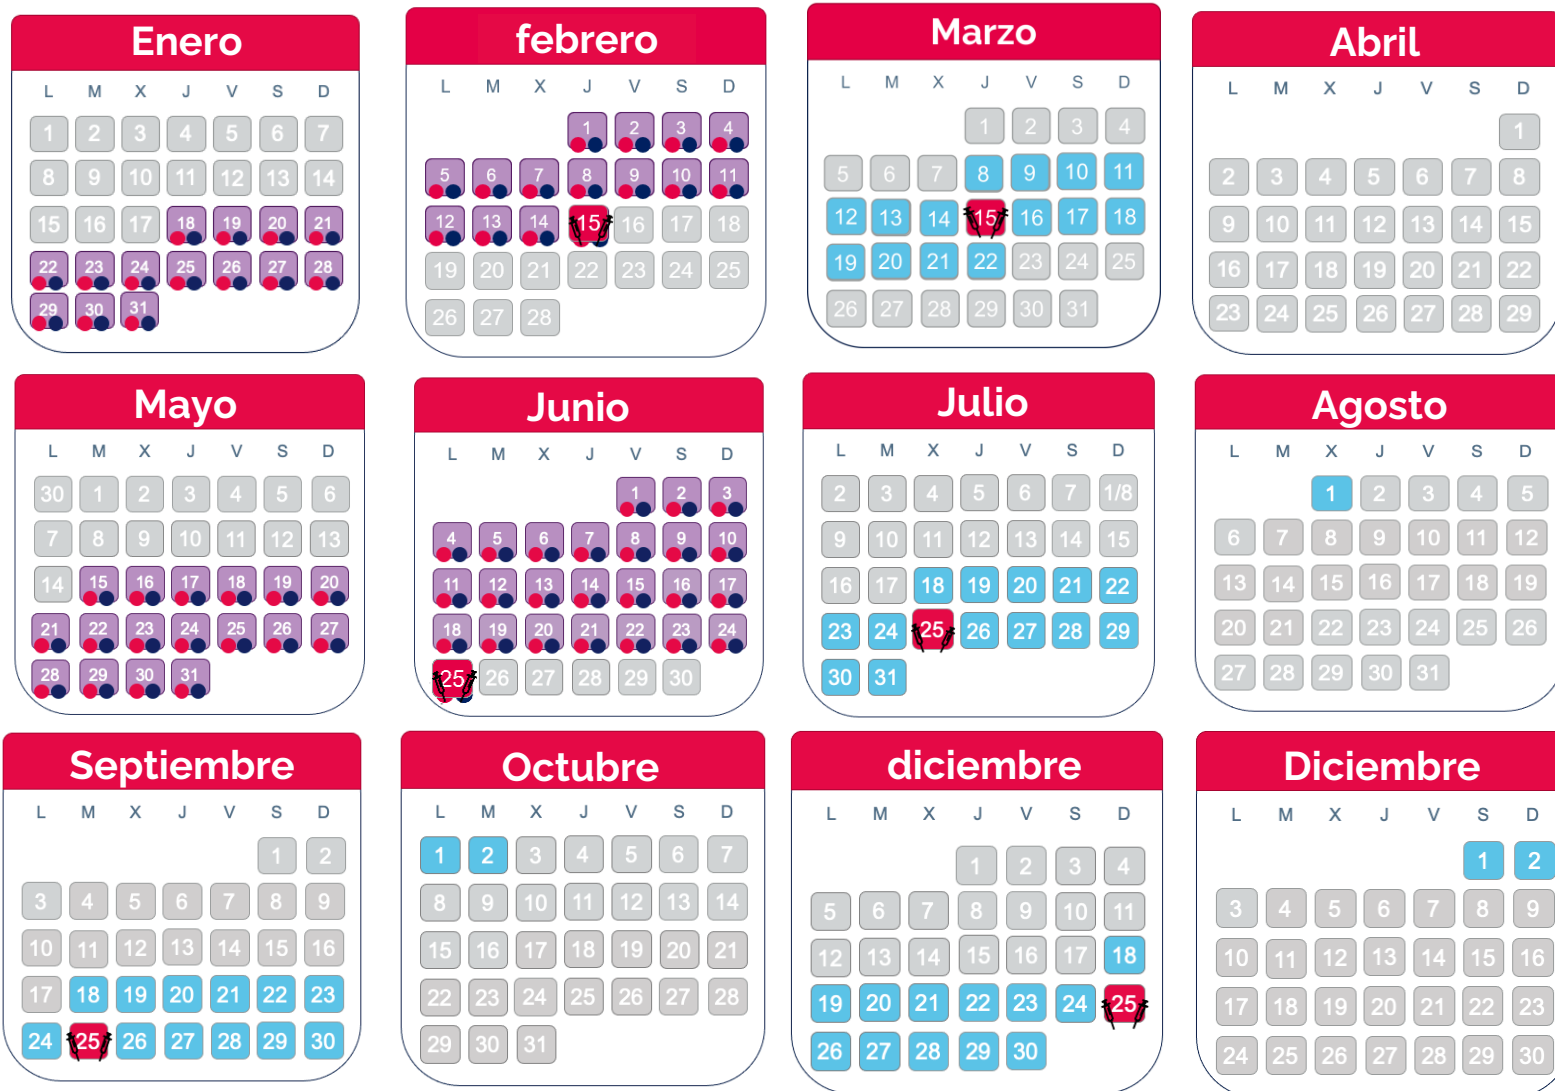 Enero febrero Marzo Abril
L M X J V S D
1 2 3 4 5 6 7
8 9 10 11 12 13 14
15 16 17 18 19 20 21
22 23 24 25 26 27 28
29 30 31
L M X J V S D
1 2 3 4
5 6 7 8 9 10 11
12 13 14 15 16 17 18
19 20 21 22 23 24 25
26 27 28
L M X J V S D
1 2 3 4
5 6 7 8 9 10 11
12 13 14 15 16 17 18
19 20 21 22 23 24 25
26 27 28 29 30 31
L M X J V S D
1
2 3 4 5 6 7 8
9 10 11 12 13 14 15
16 17 18 19 20 21 22
23 24 25 26 27 28 29
Mayo Junio Julio Agosto
L M X J V S D
30 1 2 3 4 5 6
7 8 9 10 11 12 13
14 15 16 17 18 19 20
21 22 23 24 25 26 27
28 29 30 31
L M X J V S D
1 2 3
4 5 6 7 8 9 10
11 12 13 14 15 16 17
18 19 20 21 22 23 24
25 26 27 28 29 30
L M X J V S D
2 3 4 5 6 7 1/8
9 10 11 12 13 14 15
16 17 18 19 20 21 22
23 24 25 26 27 28 29
30 31
L M X J V S D
1 2 3 4 5
6 7 8 9 10 11 12
13 14 15 16 17 18 19
20 21 22 23 24 25 26
27 28 29 30 31
Septiembre Octubre diciembre Diciembre
L M X J V S D
1 2
3 4 5 6 7 8 9
10 11 12 13 14 15 16
17 18 19 20 21 22 23
24 25 26 27 28 29 30
L M X J V S D
1 2 3 4 5 6 7
8 9 10 11 12 13 14
15 16 17 18 19 20 21
22 23 24 25 26 27 28
29 30 31
L M X J V S D
1 2 3 4
5 6 7 8 9 10 11
12 13 14 15 16 17 18
19 20 21 22 23 24 25
26 27 28 29 30
L M X J V S D
1 2
3 4 5 6 7 8 9
10 11 12 13 14 15 16
17 18 19 20 21 22 23
24 25 26 27 28 29 30